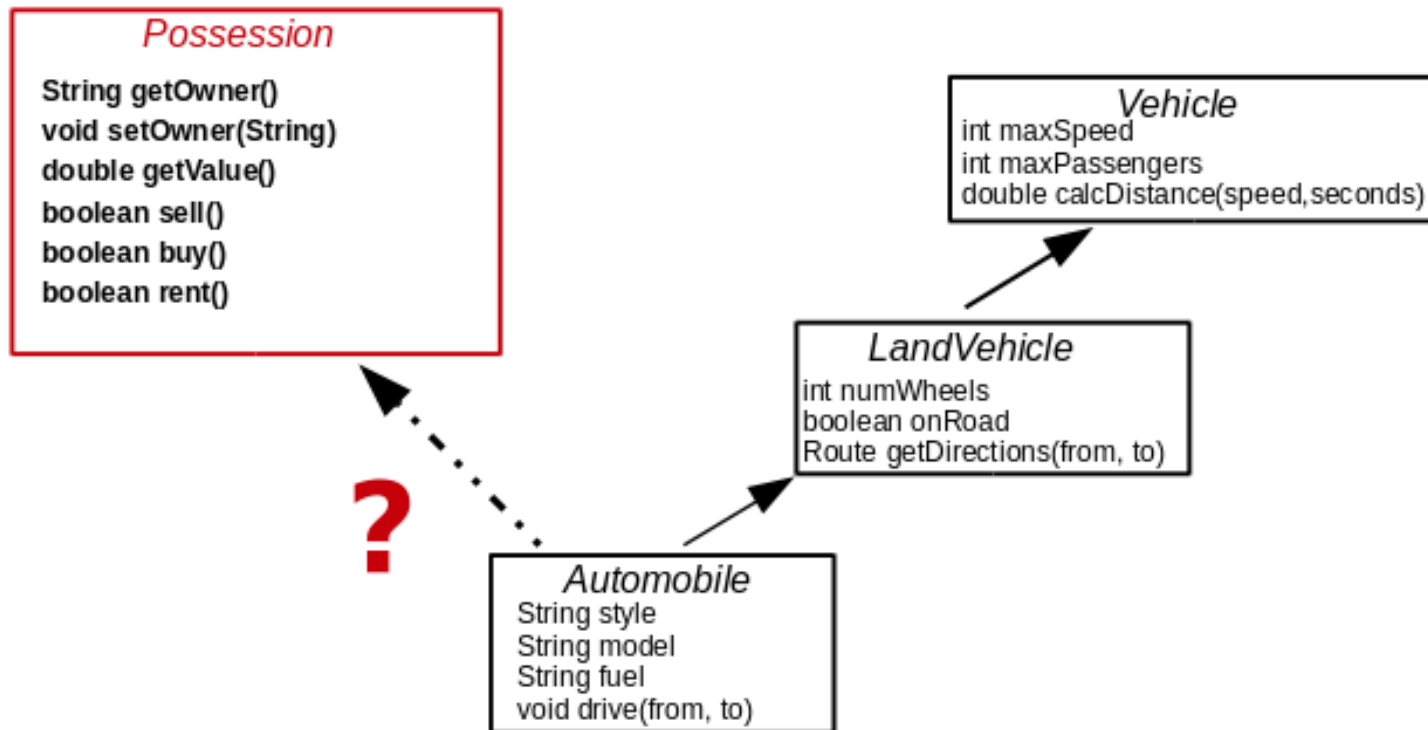 Possession
String getOwner()
void setOwner(String)
double getValue()
boolean sell()
boolean buy()
boolean rent()
Vehicle
int maxSpeed
int maxPassengers
double calcDistance(speed,seconds)
LandVehicle
int numWheels
boolean onRoad
Route getDirections(from, to)
?
Automobile
String style
String model
String fuel
void drive(from, to)